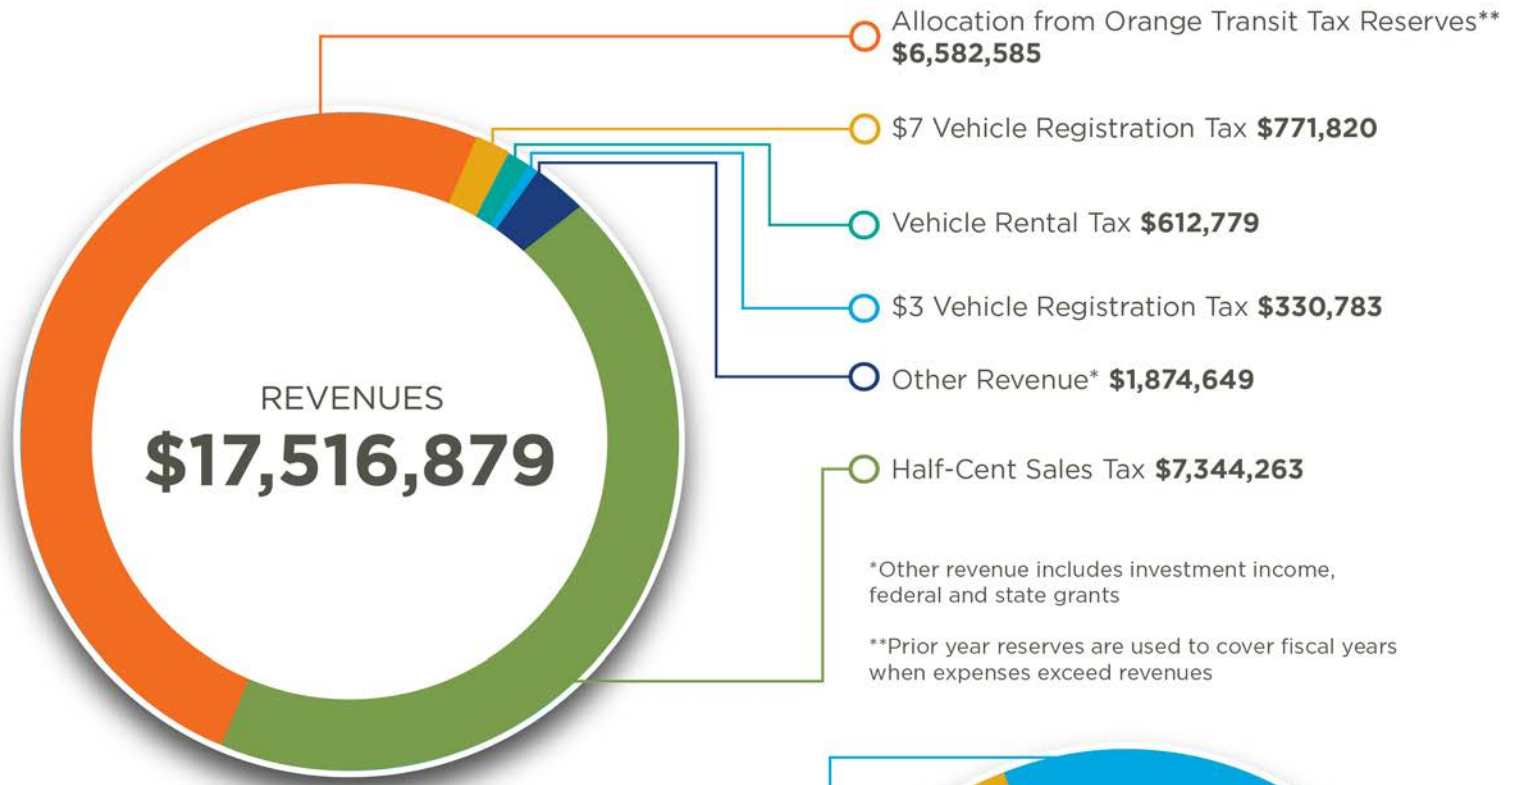 Allocation from Orange Transit Tax Reserves**
$6,582,585
$7 Vehicle Registration Tax $771,820
Vehicle Rental Tax $612,779
$3 Vehicle Registration Tax $330,783
Other Revenue* $1,874,649
REVENUES
$17,516,879
Half-Cent Sales Tax $7,344,263
*Other revenue includes investment income,
federal and state grants
**Prior year reserves are used to cover fiscal years
when expenses exceed revenues